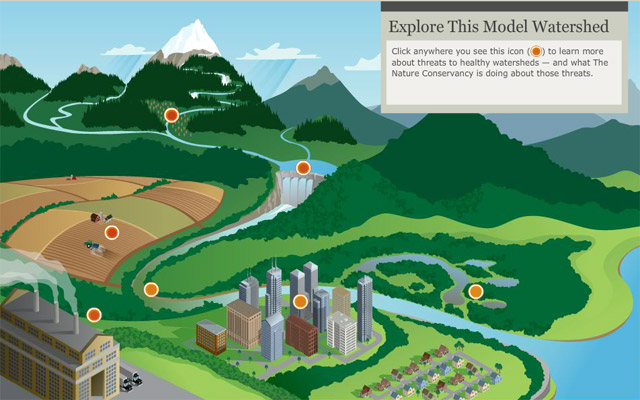 Explore This Model Watershed
Click anywhere you see this icon ( ) to learn more
about threats to healthy watersheds — and what The
Nature Conservancy is doing about those threats.